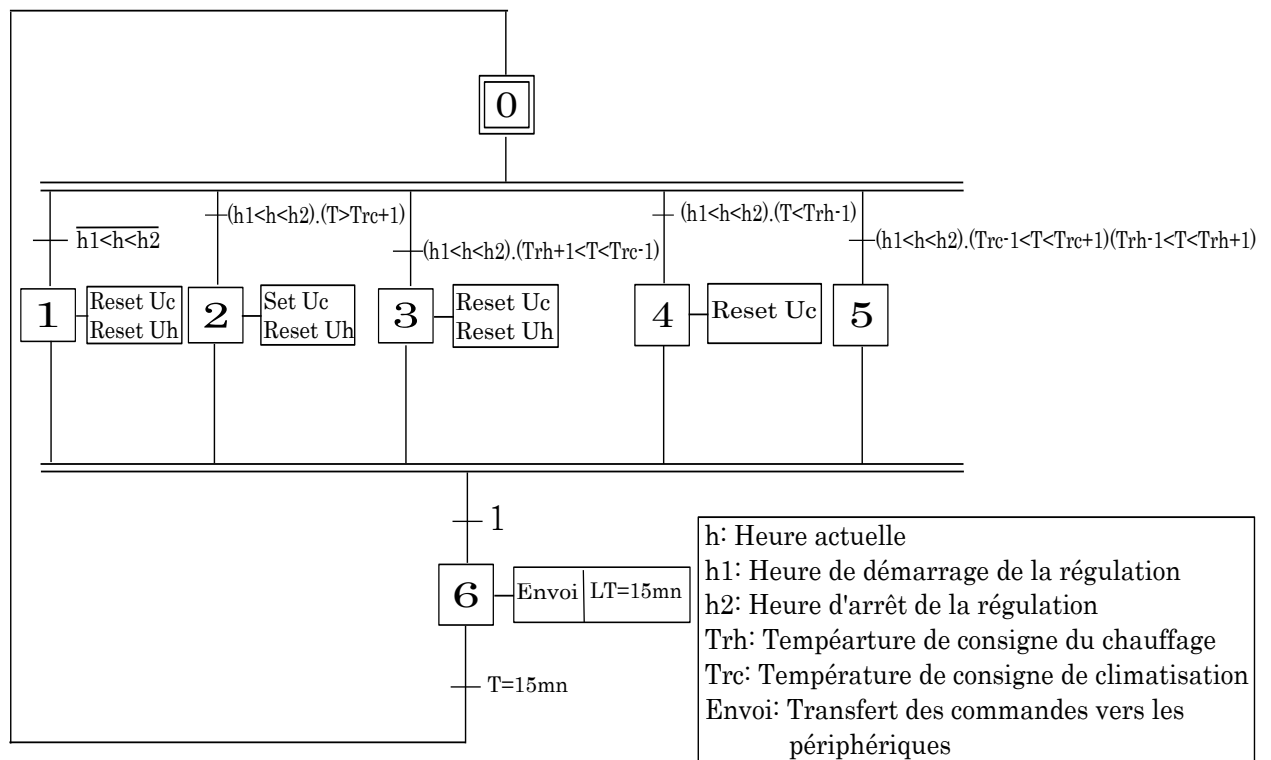 0
(h1<h<h2).(T>Trc+1)
(h1<h<h2).(T<Trh-1)
h1<h<h2
(h1<h<h2).(Trh+1<T<Trc-1)
(h1<h<h2).(Trc-1<T<Trc+1)(Trh-1<T<Trh+1)
1
Reset Uc
Reset Uh
2
Set Uc
Reset Uh
3
Reset Uc
Reset Uh
4
Reset Uc
5
1
6
Envoi LT=15mn
T=15mn
h: Heure actuelle
h1: Heure de démarrage de la régulation
h2: Heure d'arrêt de la régulation
Trh: Tempéarture de consigne du chauffage
Trc: Température de consigne de climatisation
Envoi: Transfert des commandes vers les
périphériques